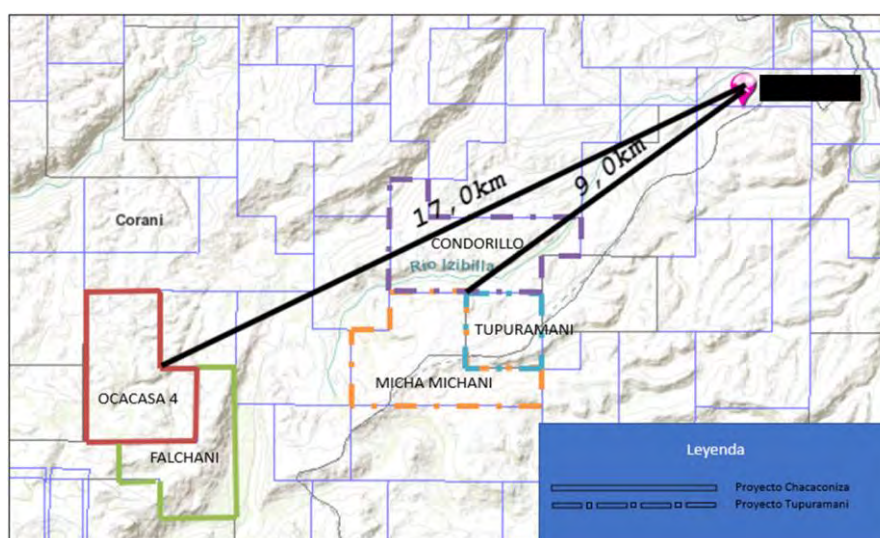 17,0km
9,0km
Corani
CONDORILLO
Rio Izibilla
TUPURAMANI
MICHA MICHANI
OCACASA 4
FALCHANI
Leyenda
Proyecto Chacaconiza
Proyecto Tupuramani